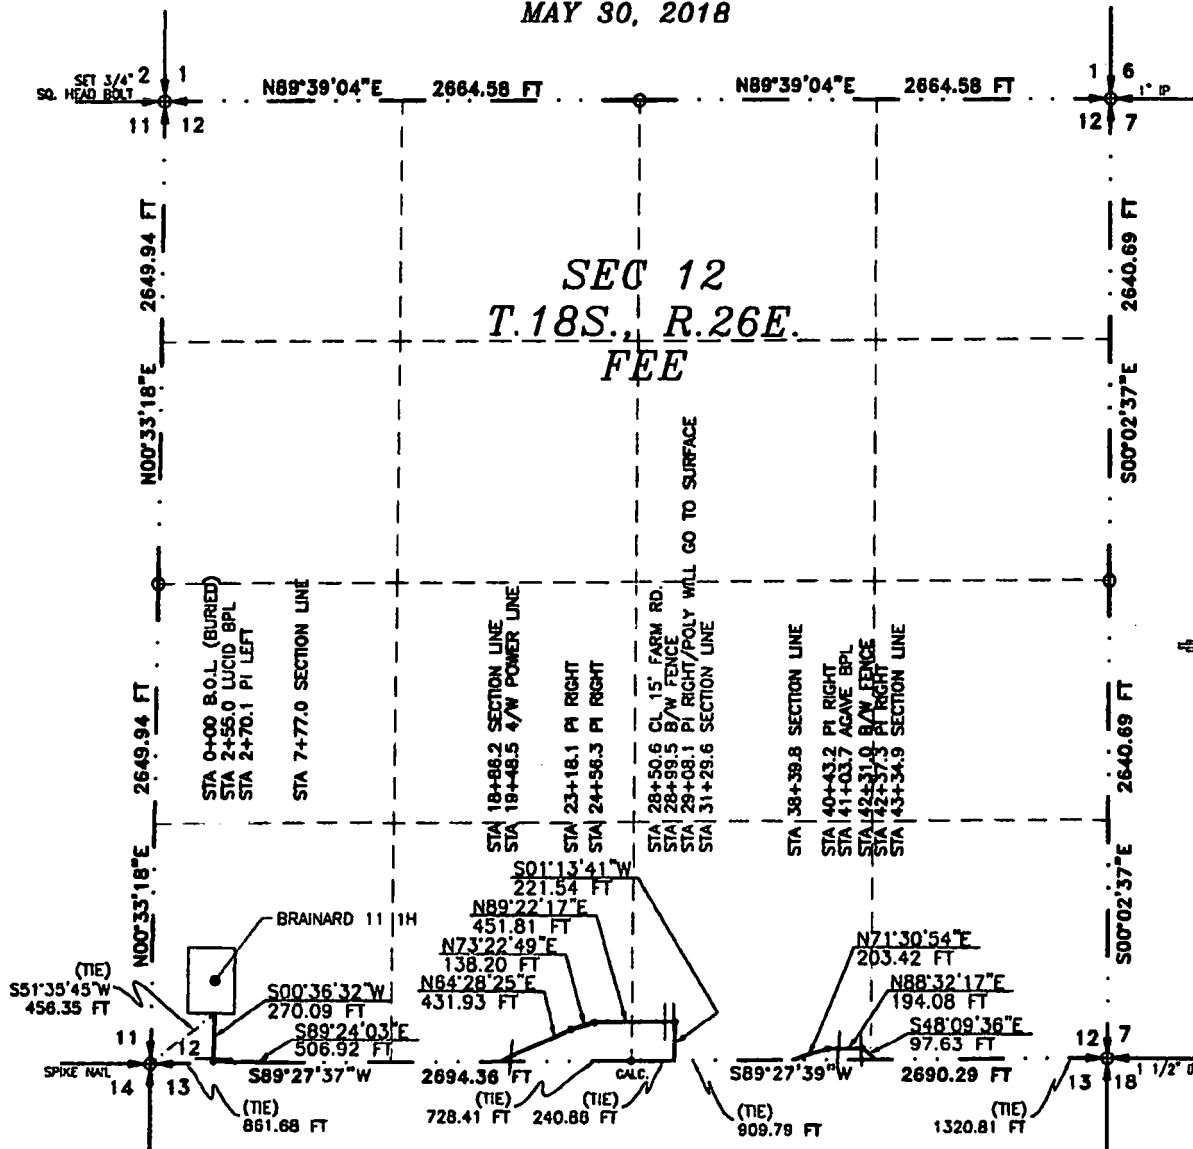 MAY 30, 2018
SET 3/4"
SQ. HEAD BOLT
2 1
11 12
N89°39'04"E 2664.58 FT
N89°39'04"E 2664.58 FT
1 6
12 7
1" IP
2649.94 FT
N00°33'18"E
2640.69 FT
S00°02'37"E
SEC 12
T.18S., R.26E.
FEE
STA 0+00 B.O.L. (BURIED)
STA 2+56.0 LUCID BPL
STA 2+70.1 PI LEFT
STA 7+77.0 SECTION LINE
STA 18+86.2 SECTION LINE
STA 19+48.5 4/W POWER LINE
STA 23+18.1 PI RIGHT
STA 24+56.3 PI RIGHT
STA 28+50.6 CL 15' FARM RD.
STA 28+99.5 B/W FENCE
STA 29+08.1 PI RIGHT/POLY WILL GO TO SURFACE
STA 31+29.6 SECTION LINE
STA 38+39.8 SECTION LINE
STA 40+43.2 PI RIGHT
STA 41+03.7 AGAVE BPL
STA 42+31.0 B/W FENCE
STA 42+37.3 PI RIGHT
STA 43+34.9 SECTION LINE
2649.94 FT
N00°33'18"E
2640.69 FT
S00°02'37"E
BRAINARD 11 1H
(TIE)
S51°35'45"W
456.35 FT
S00°36'32"W
270.09 FT
S89°24'03"E
506.92 FT
S01°13'41"W
221.54 FT
N89°22'17"E
451.81 FT
N73°22'49"E
138.20 FT
N64°28'25"E
431.93 FT
N71°30'54"E
203.42 FT
N88°32'17"E
194.08 FT
S48°09'36"E
97.63 FT
11
12
SPIKE NAIL
14 13
S89°27'37"W 2694.36 FT
CALC.
S89°27'39"W 2690.29 FT
12 7
13 18
1 1/2"
(TIE)
861.68 FT
(TIE)
728.41 FT
(TIE)
240.86 FT
(TIE)
909.79 FT
(TIE)
1320.81 FT